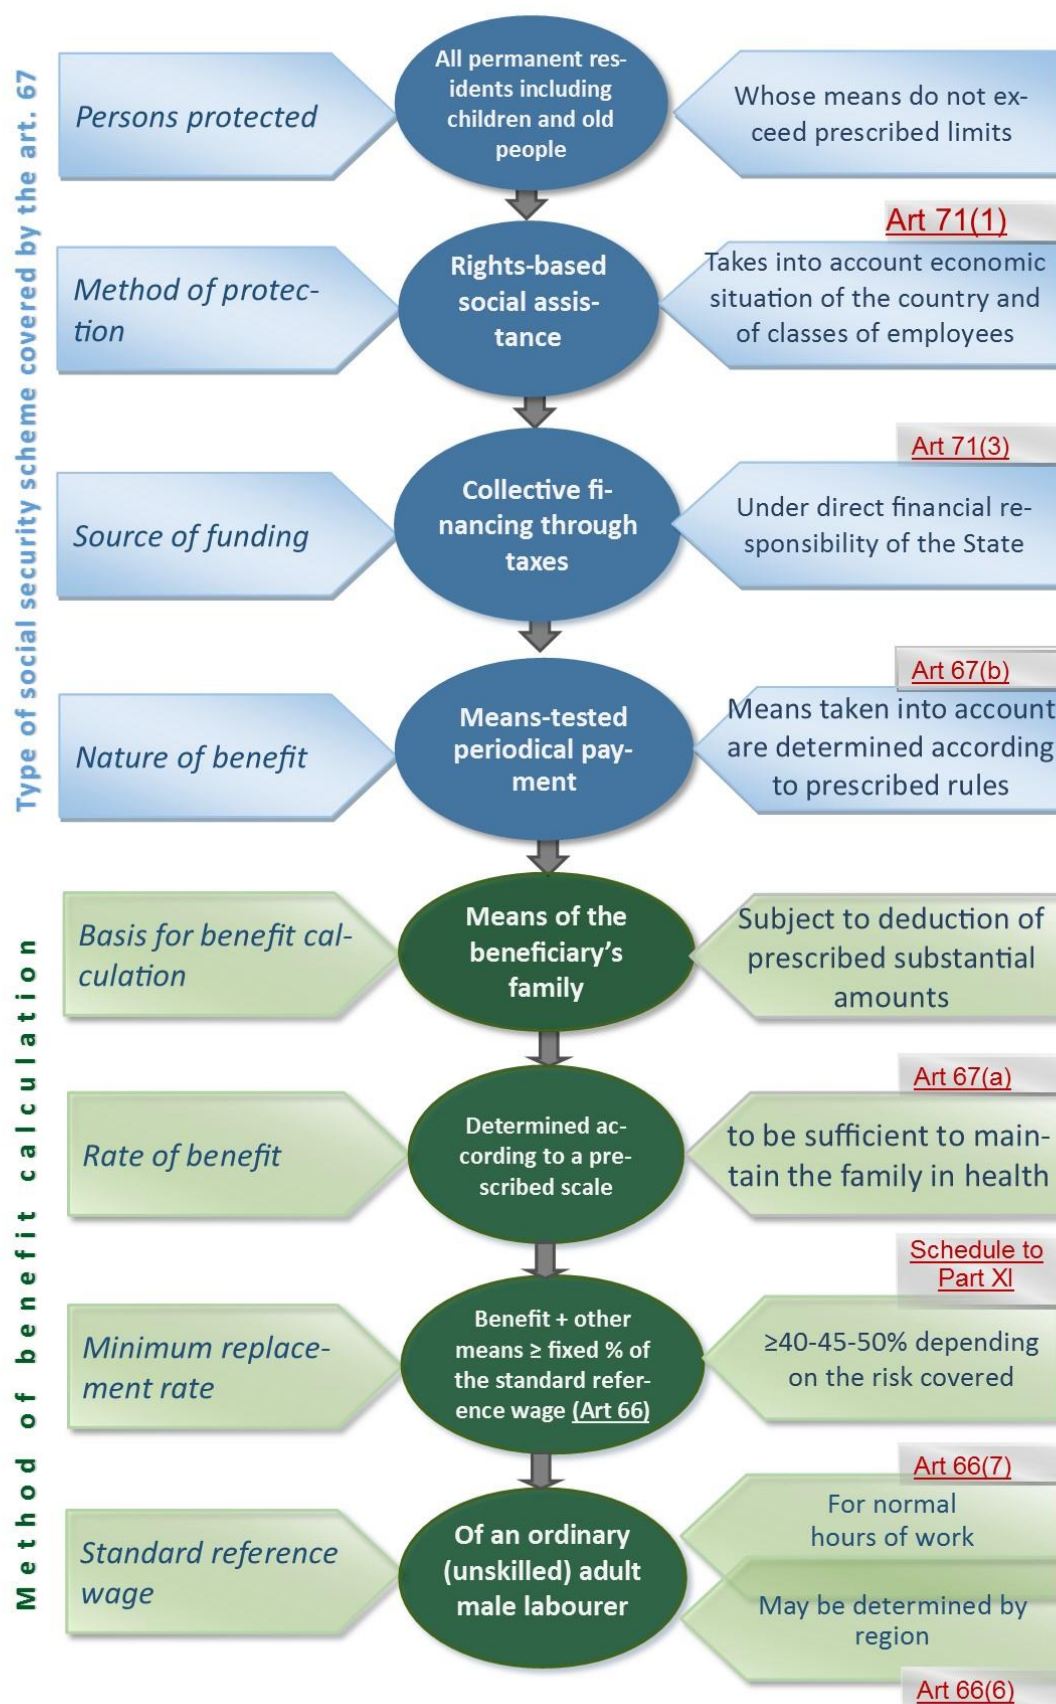 Type of social security scheme covered by the art. 67
Persons protected
All permanent res-
idents including
children and old
people
Whose means do not ex-
ceed prescribed limits
Method of protec-
tion
Rights-based
social assis-
tance
Art 71(1)
Takes into account economic
situation of the country and
of classes of employees
Source of funding
Collective fi-
nancing through
taxes
Art 71(3)
Under direct financial re-
sponsibility of the State
Nature of benefit
Means-tested
periodical pay-
ment
Art 67(b)
Means taken into account
are determined according
to prescribed rules
Method of benefit calculation
Basis for benefit cal-
culation
Means of the
beneficiary's
family
Subject to deduction of
prescribed substantial
amounts
Rate of benefit
Determined ac-
cording to a pre-
scribed scale
Art 67(a)
to be sufficient to main-
tain the family in health
Minimum replace-
ment rate
Benefit + other
means ≥ fixed % of
the standard refer-
ence wage (Art 66)
Schedule to
Part XI
≥40-45-50% depending
on the risk covered
Standard reference
wage
Of an ordinary
(unskilled) adult
male labourer
Art 66(7)
For normal
hours of work
May be determined by
region
Art 66(6)